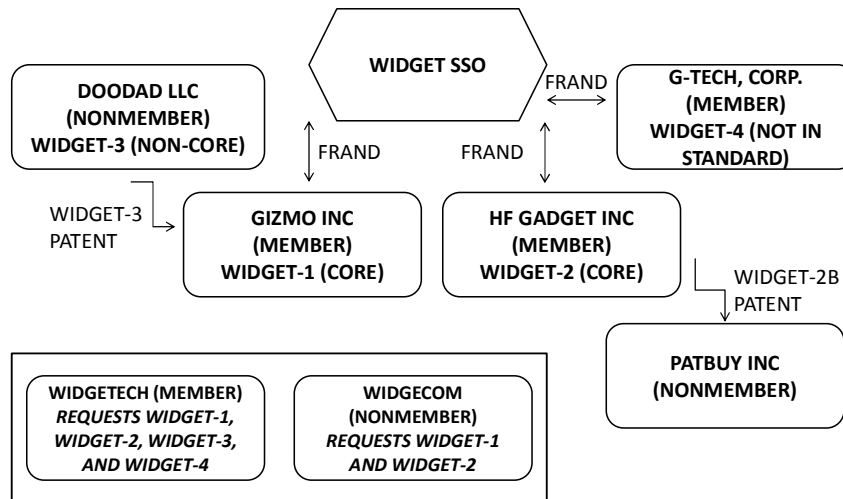 WIDGET SSO
DOODAD LLC
(NONMEMBER)
WIDGET-3 (NON-CORE)
G-TECH, CORP.
(MEMBER)
WIDGET-4 (NOT IN
STANDARD)
FRAND
FRAND
FRAND
WIDGET-3
PATENT
GIZMO INC
(MEMBER)
WIDGET-1 (CORE)
HF GADGET INC
(MEMBER)
WIDGET-2 (CORE)
WIDGET-2B
PATENT
PATBUY INC
(NONMEMBER)
WIDGETECH (MEMBER)
REQUESTS WIDGET-1,
WIDGET-2, WIDGET-3,
AND WIDGET-4
WIDGECOM
(NONMEMBER)
REQUESTS WIDGET-1
AND WIDGET-2